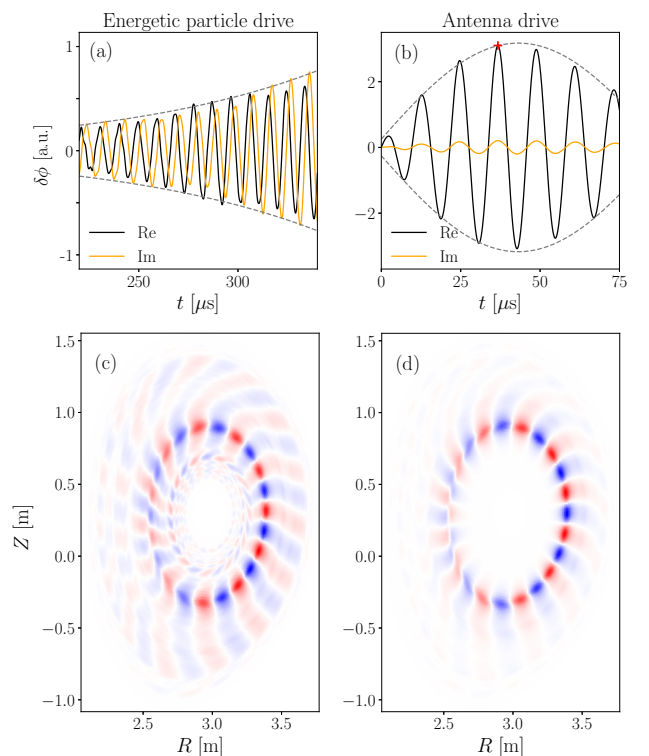 Energetic particle drive
Antenna drive
(a)
1
0
-1
δϕ [a.u.]
Re
Im
250
300
t [μs]
(b)
2
0
−2
Re
Im
0
25
50
75
t [μs]
(c)
1.5
1.0
0.5
0.0
−0.5
−1.0
Z [m]
2.5
3.0
3.5
R [m]
(d)
1.5
1.0
0.5
0.0
−0.5
−1.0
2.5
3.0
3.5
R [m]